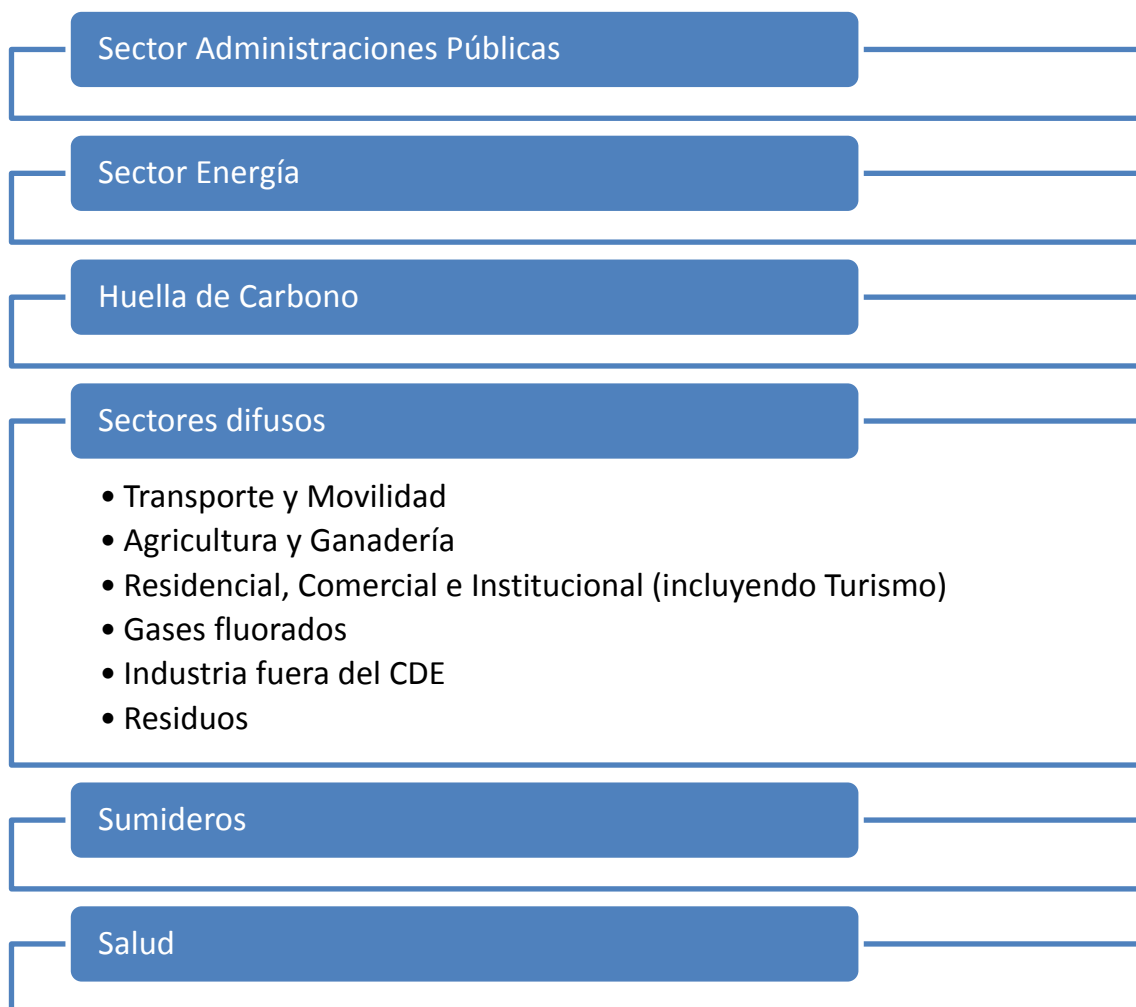 Sector Administraciones Públicas
Sector Energía
Huella de Carbono
Sectores difusos
• Transporte y Movilidad
• Agricultura y Ganadería
• Residencial, Comercial e Institucional (incluyendo Turismo)
• Gases fluorados
• Industria fuera del CDE
• Residuos
Sumideros
Salud